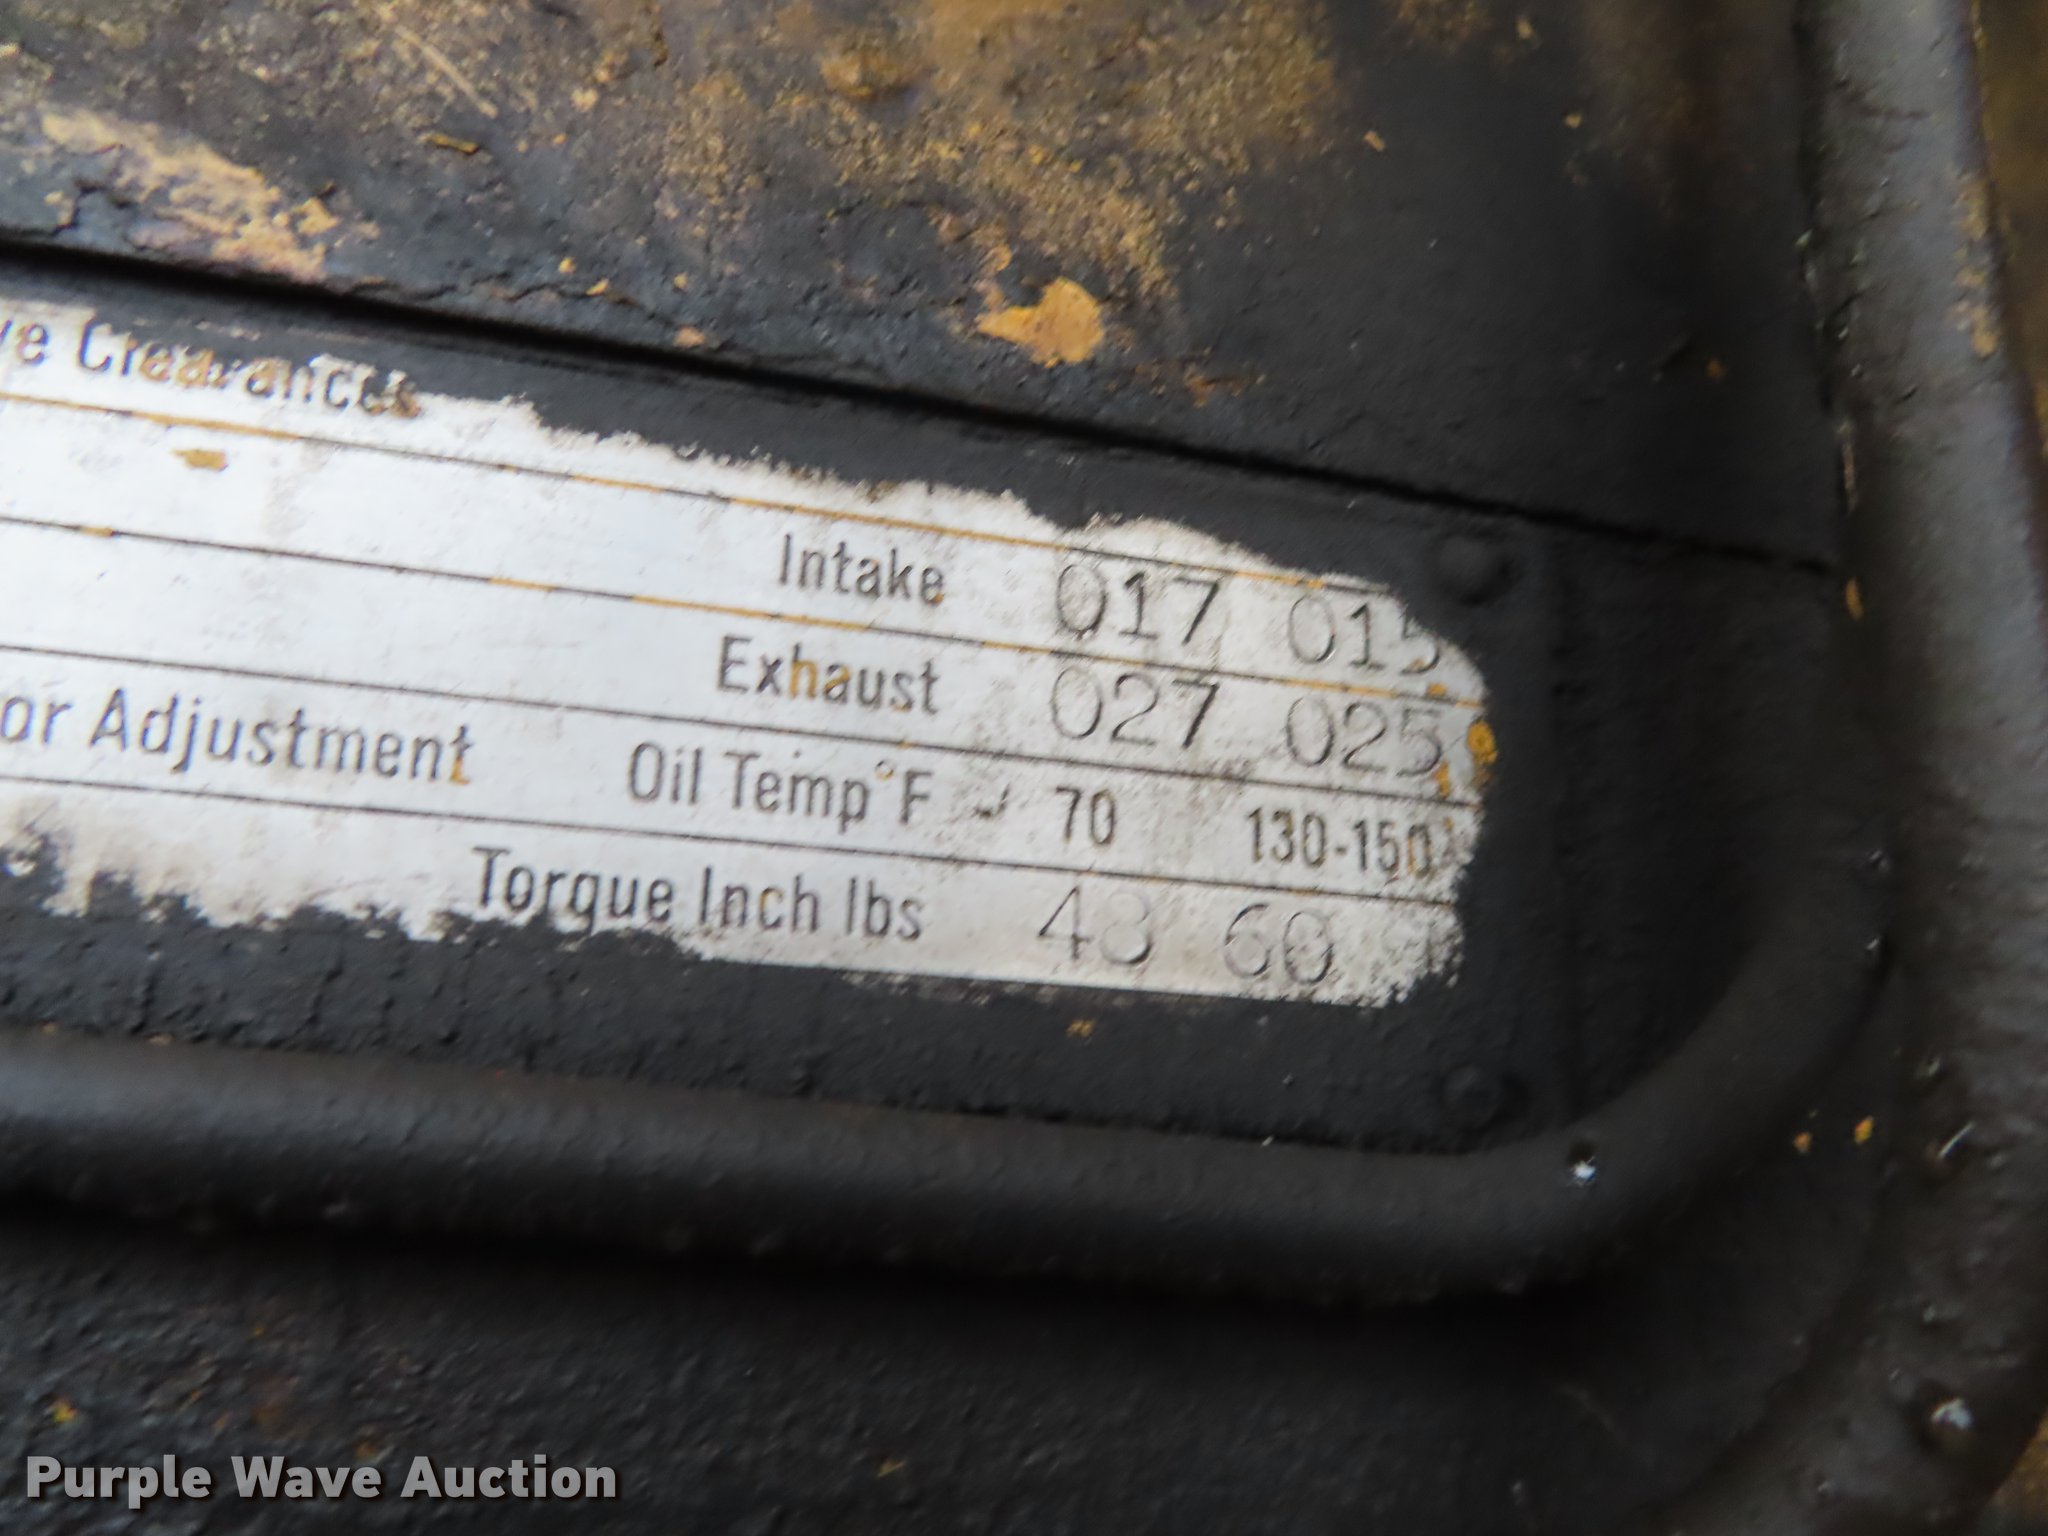 ve Clearances
Intake 017 015
Exhaust 027 025
or Adjustment Oil Temp°F 70 130-150
Torque Inch lbs 48 60
Purple Wave Auction